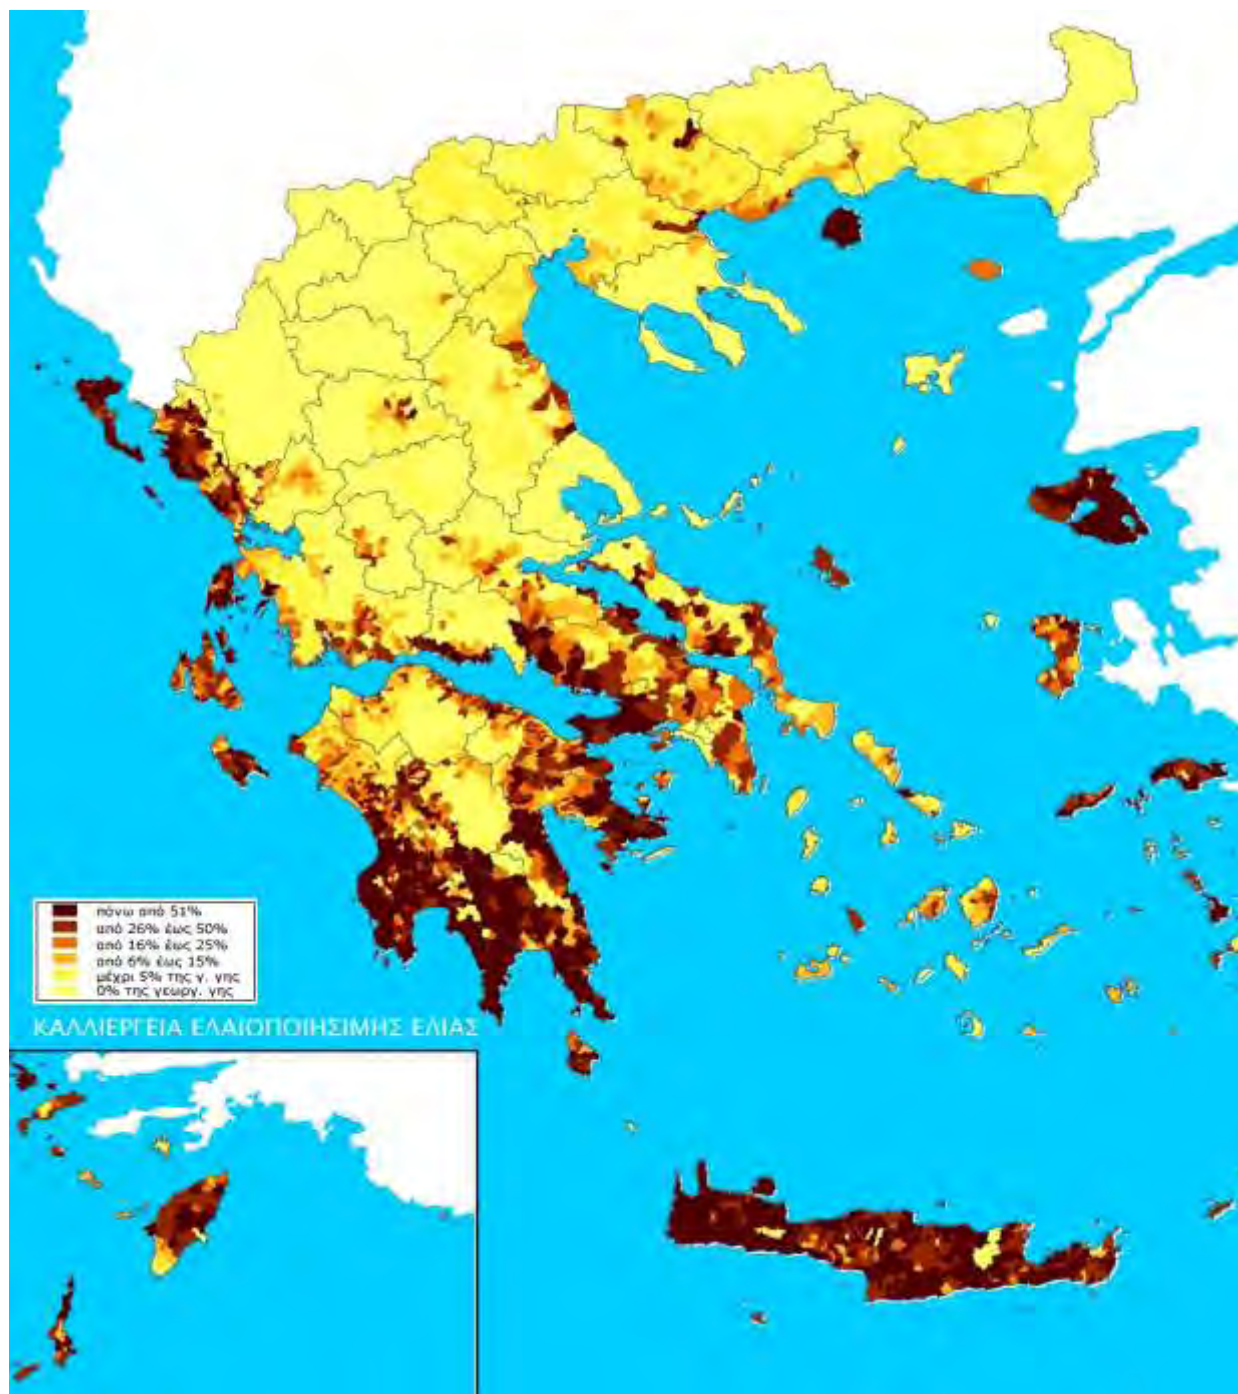 πάνω από 51%
από 26% έως 50%
από 16% έως 25%
από 6% έως 15%
μέχρι 5% της γ. γης
0% της γεωργ. γης
ΚΑΛΛΙΕΡΓΕΙΑ ΕΛΑΙΟΠΟΙΗΣΙΜΗΣ ΕΛΙΑΣ